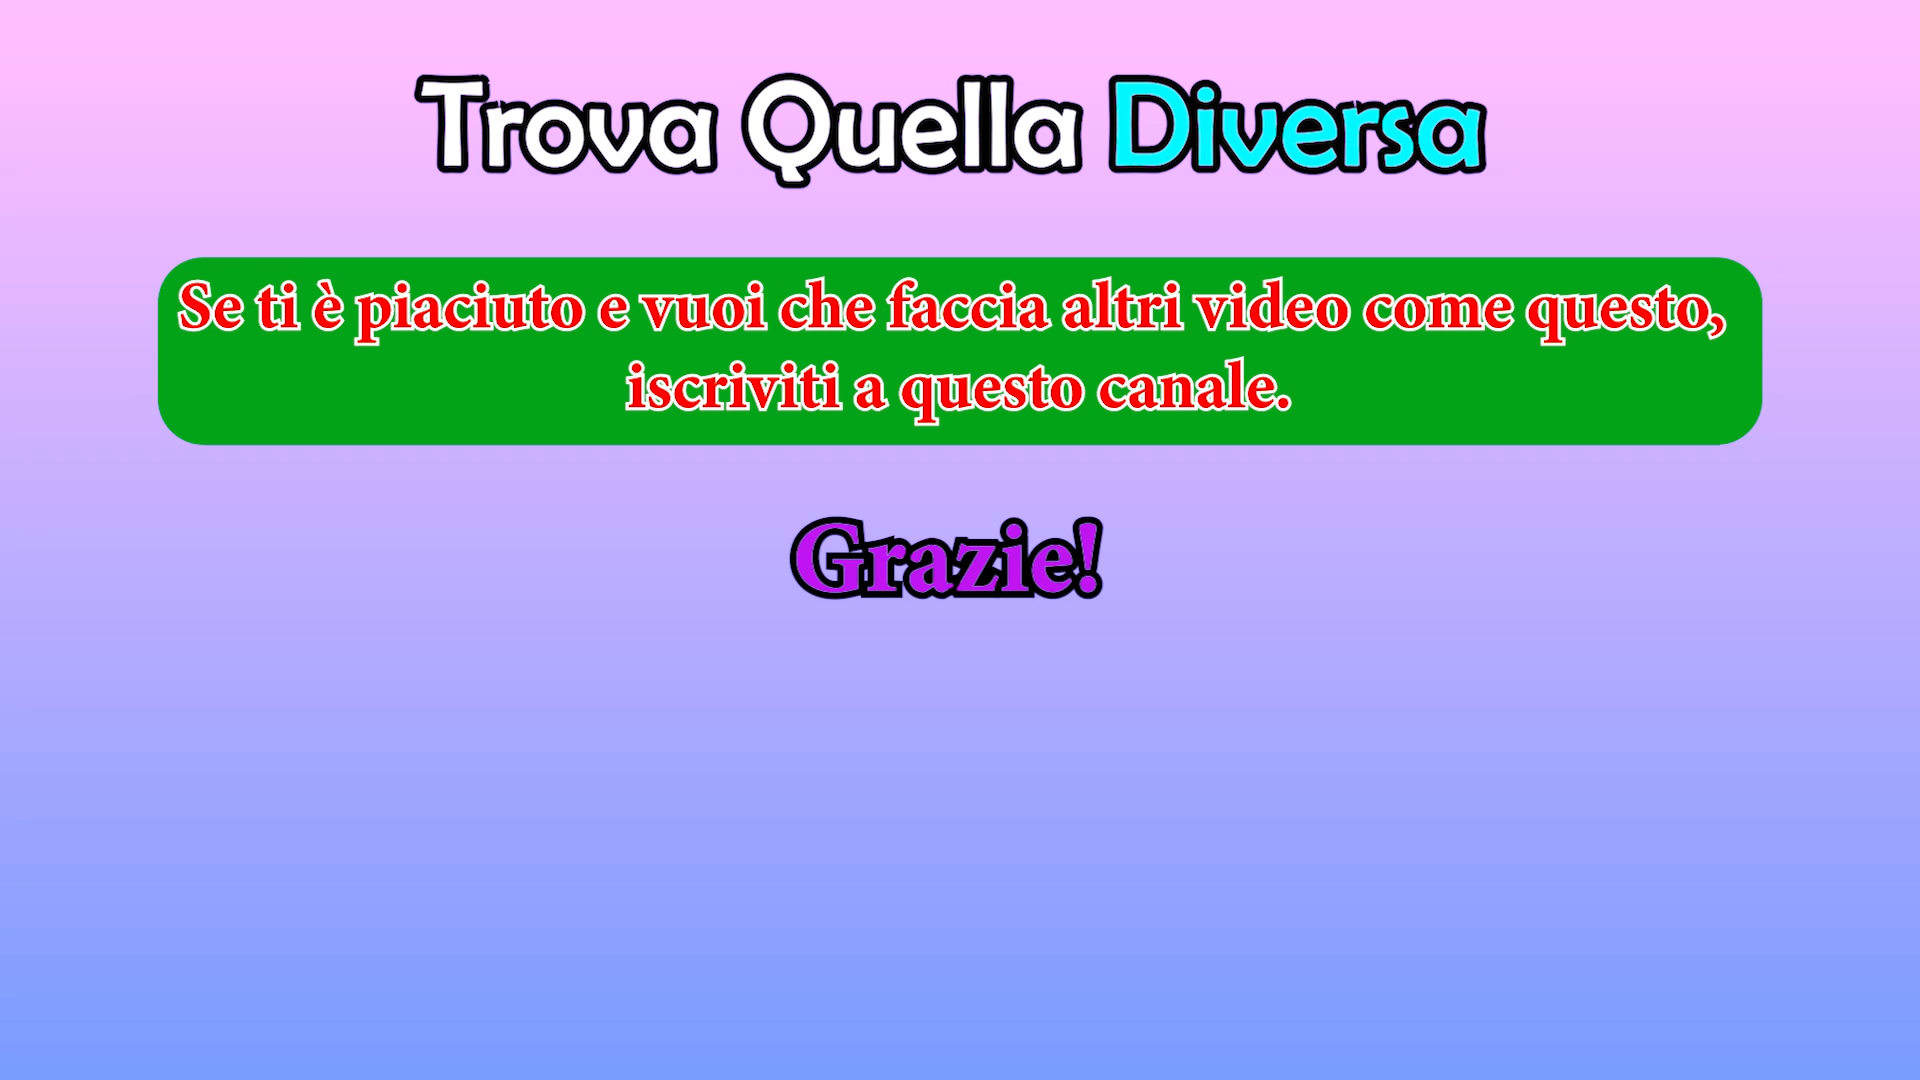 Trova Quella Diversa
Se ti è piaciuto e vuoi che faccia altri video come questo,
iscriviti a questo canale.
Grazie!